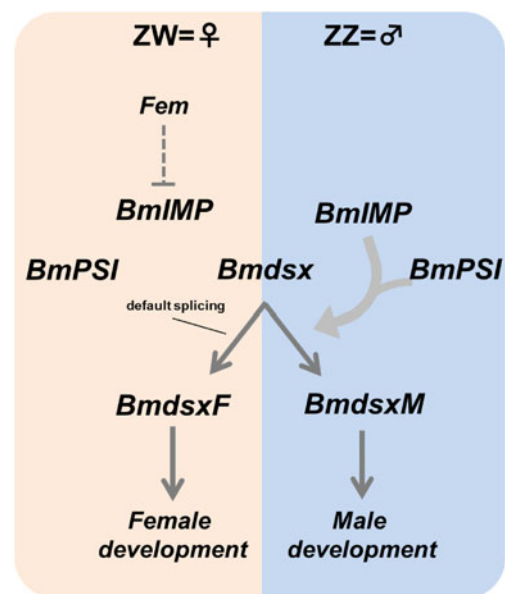 ZW=♀
ZZ=♂
Fem
BmIMP
BmIMP
BmPSI
Bmdsx
BmPSI
default splicing
BmdsxF
BmdsxM
Female
development
Male
development